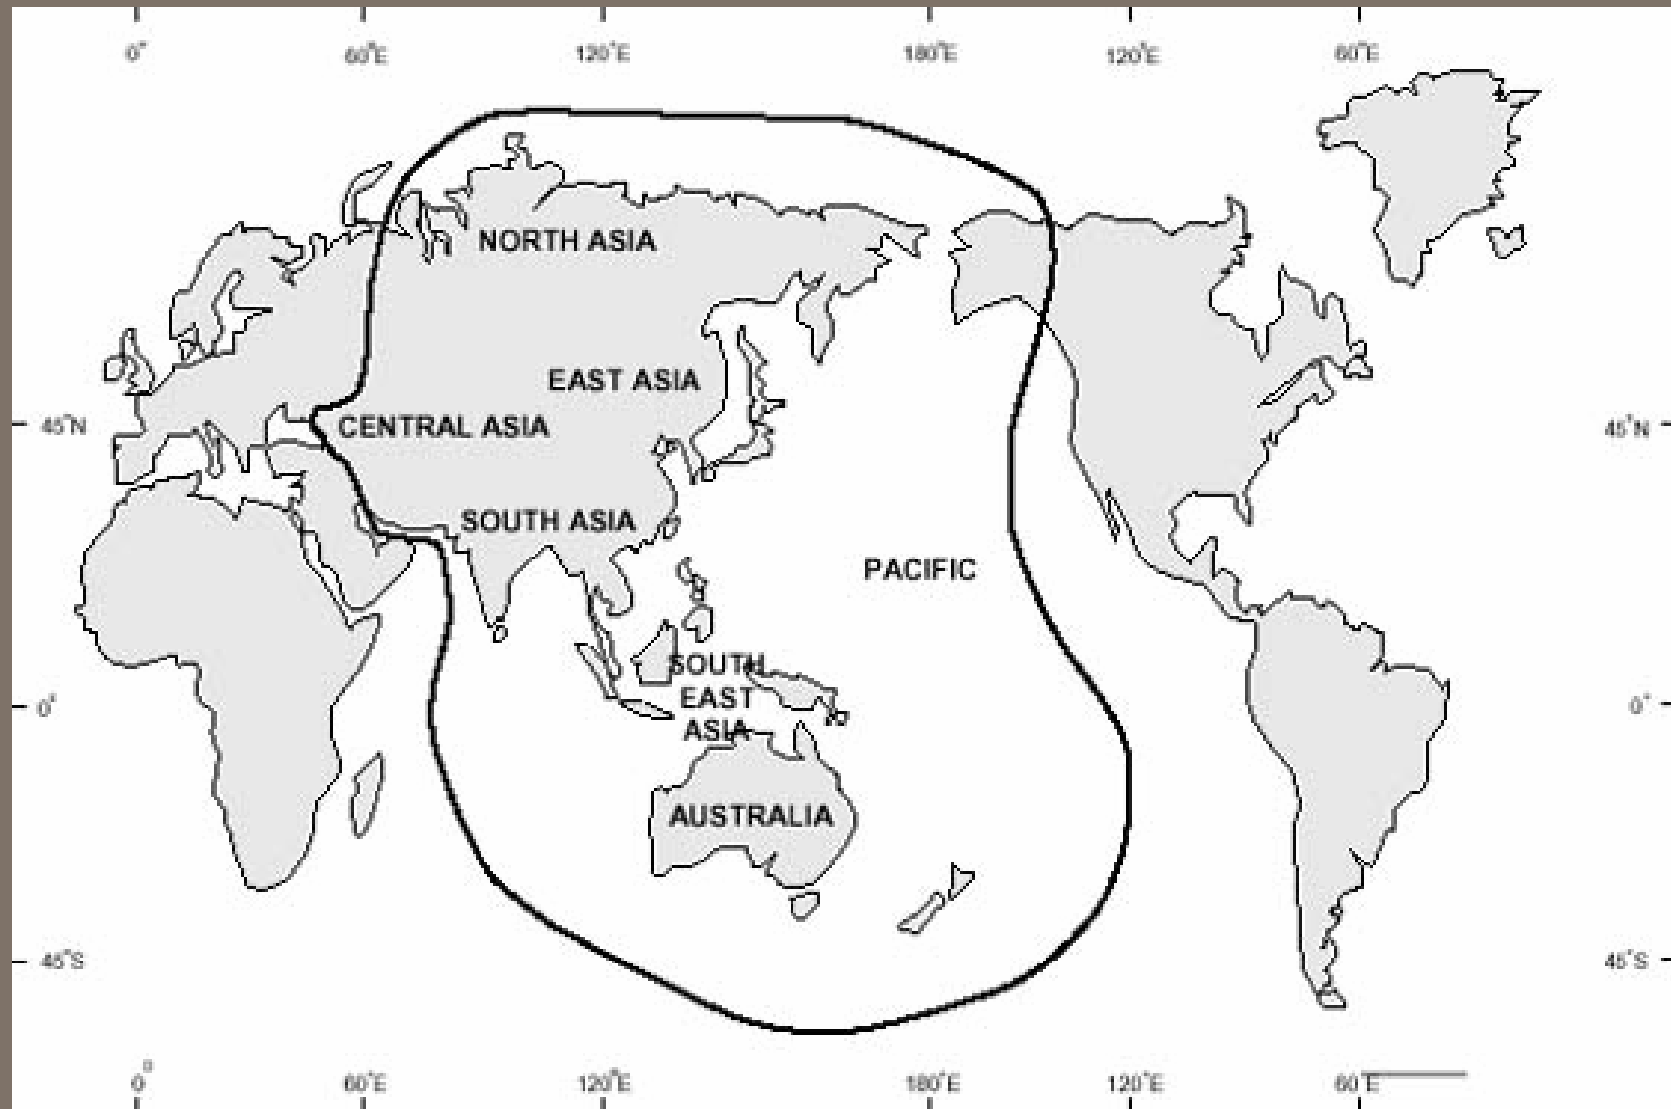 0° 60°E 120°E 180°E 120°E 60°E
NORTH ASIA
EAST ASIA
45°N CENTRAL ASIA 45°N
SOUTH ASIA
PACIFIC
SOUTH
EAST
0° 0°
ASIA
AUSTRALIA
45°S 45°S
0° 60°E 120°E 180°E 120°E 60°E